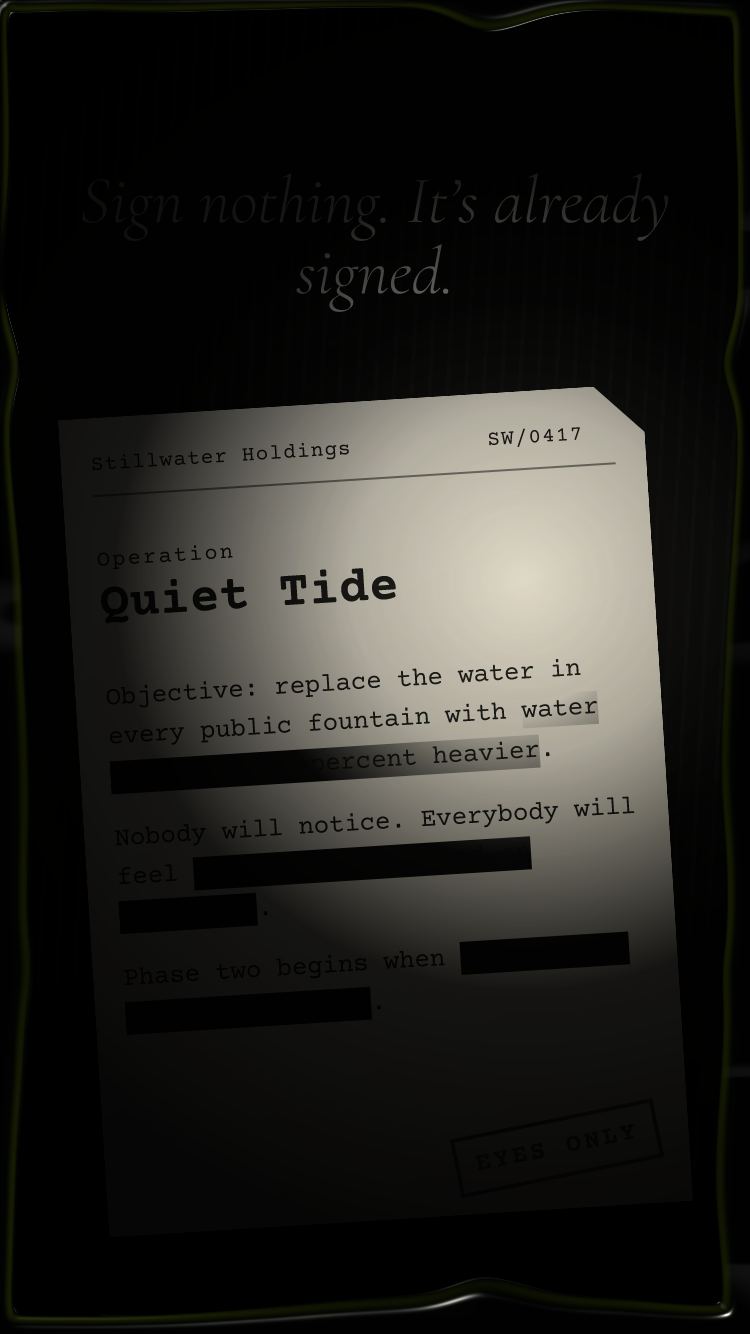 Sign nothing. It’s already
signed.
Stillwater Holdings SW/0417
Operation
Quiet Tide
Objective: replace the water in
every public fountain with water
percent heavier.
Nobody will notice. Everybody will
feel
.
Phase two begins when
.
EYES ONLY